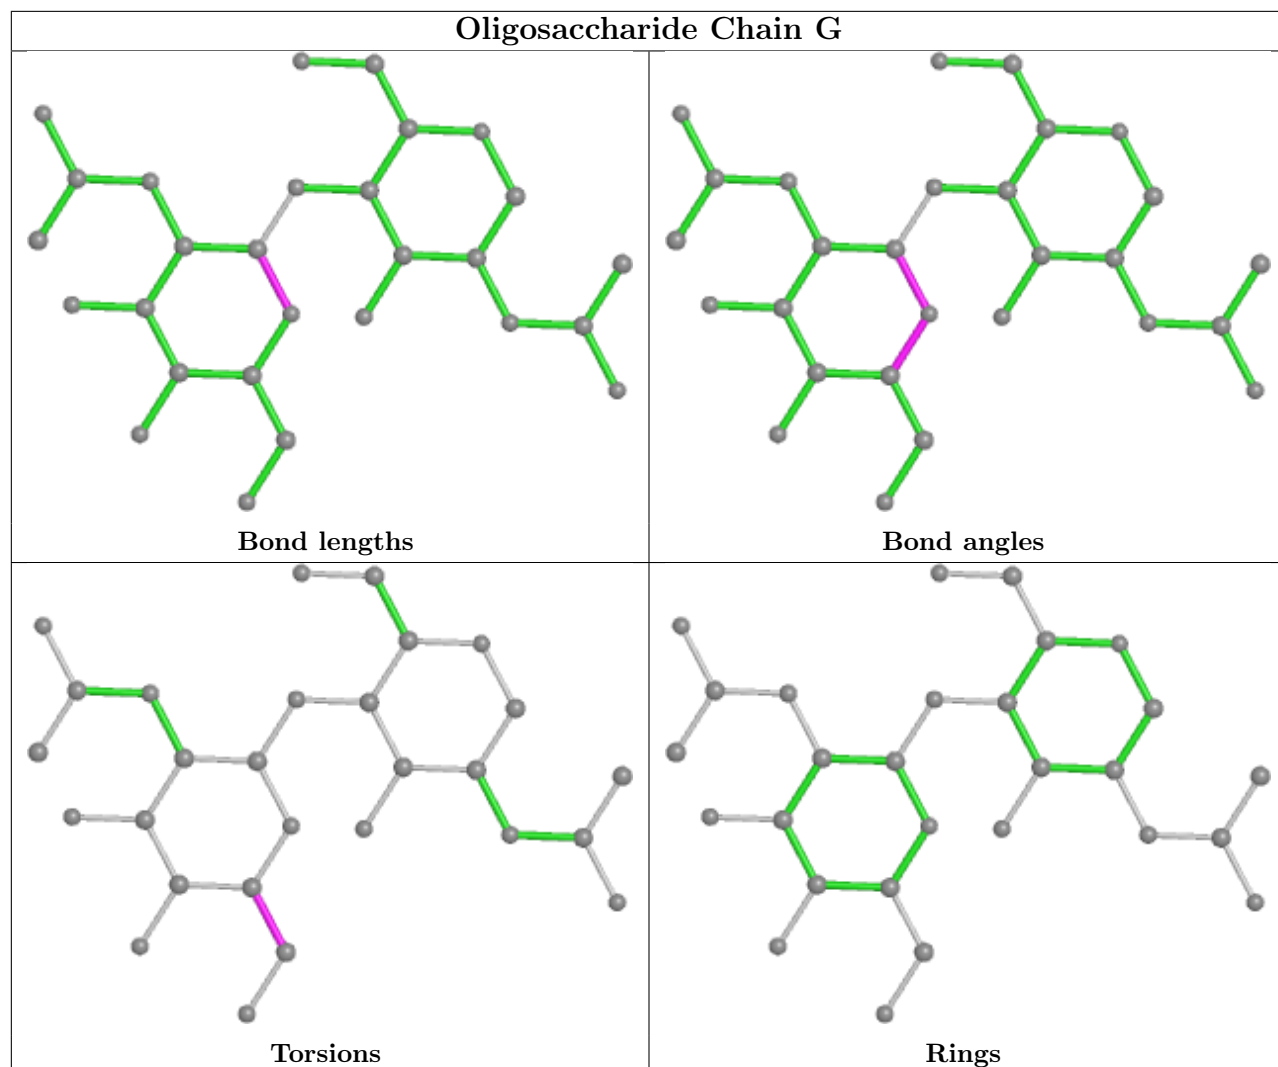 Oligosaccharide Chain G
Bond lengths
Bond angles
Torsions
Rings